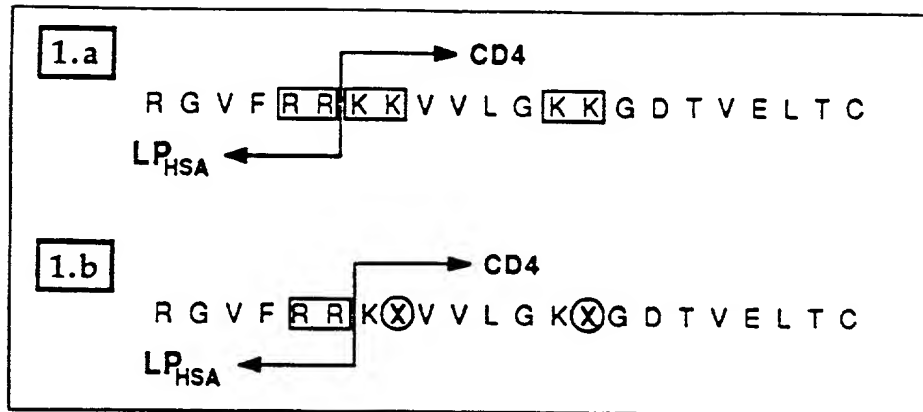 1.a
CD4
R G V F R R K K V V L G K K G D T V E L T C
LPHSA
1.b
CD4
R G V F R R K X V V L G K X G D T V E L T C
LPHSA